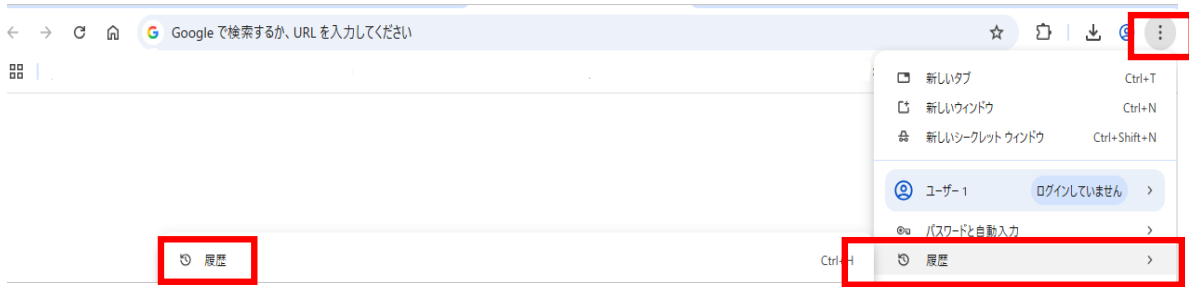 Google で検索するか、URL を入力してください
新しいタブ Ctrl+T
新しいウィンドウ Ctrl+N
新しいシークレット ウィンドウ Ctrl+Shift+N
ユーザー 1 ログインしていません
パスワードと自動入力
履歴 Ctrl+H 履歴